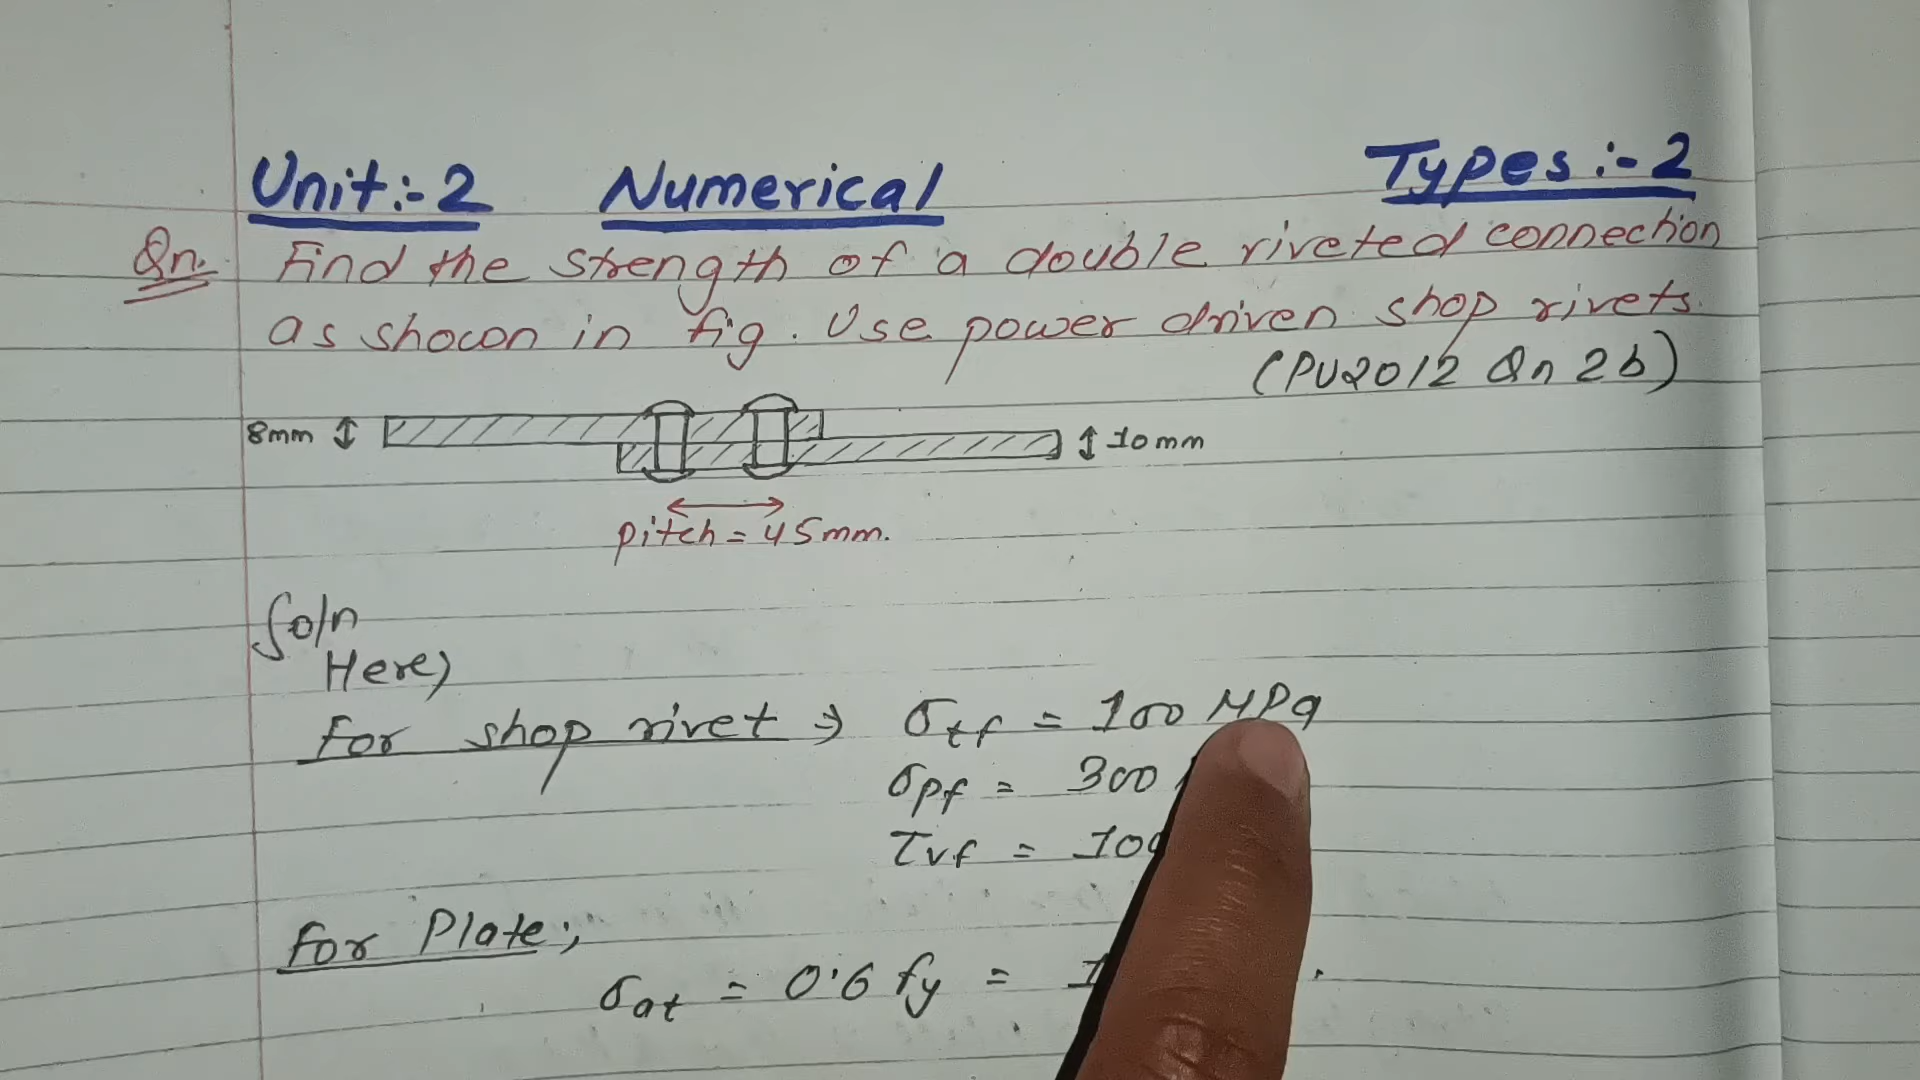 Unit:-2 Numerical Types:-2
Qn. Find the strength of a double riveted connection
as shown in fig. Use power driven shop rivets.
(PU2012 Qn 2b)
8mm 10mm
pitch = 45mm.
Soln
Here,
For shop rivet → σtf = 100 MPa
σpf = 300
τvf = 100
For Plate;
σat = 0.6 fy = 1